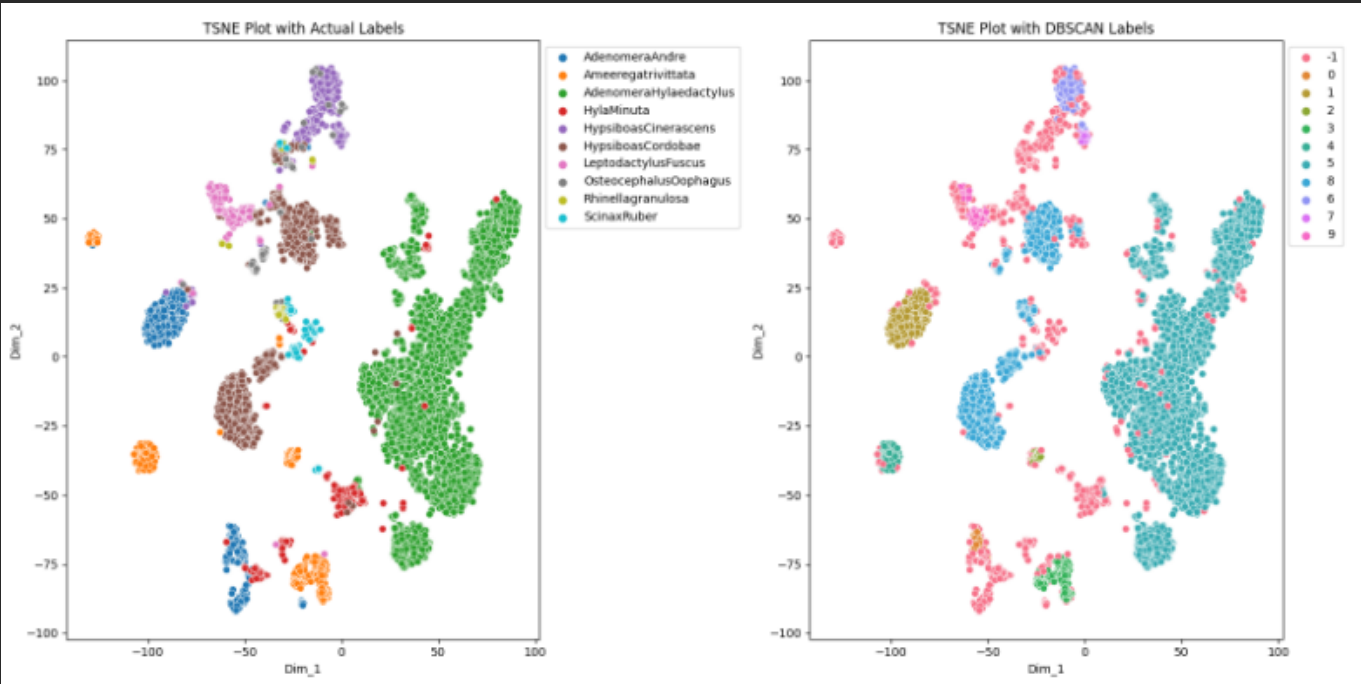 TSNE Plot with Actual Labels
100
75
50
25
0
−25
−50
−75
−100
Dim_2
−100 −50 0 50 100
Dim_1
AdenomeraAndre
Ameeregatrivittata
AdenomeraHylaedactylus
HylaMinuta
HypsiboasCinerascens
HypsiboasCordobae
LeptodactylusFuscus
OsteocephalusOophagus
Rhinellagranulosa
ScinaxRuber
TSNE Plot with DBSCAN Labels
100
75
50
25
0
−25
−50
−75
−100
Dim_2
−100 −50 0 50 100
Dim_1
-1
0
1
2
3
4
5
8
6
7
9